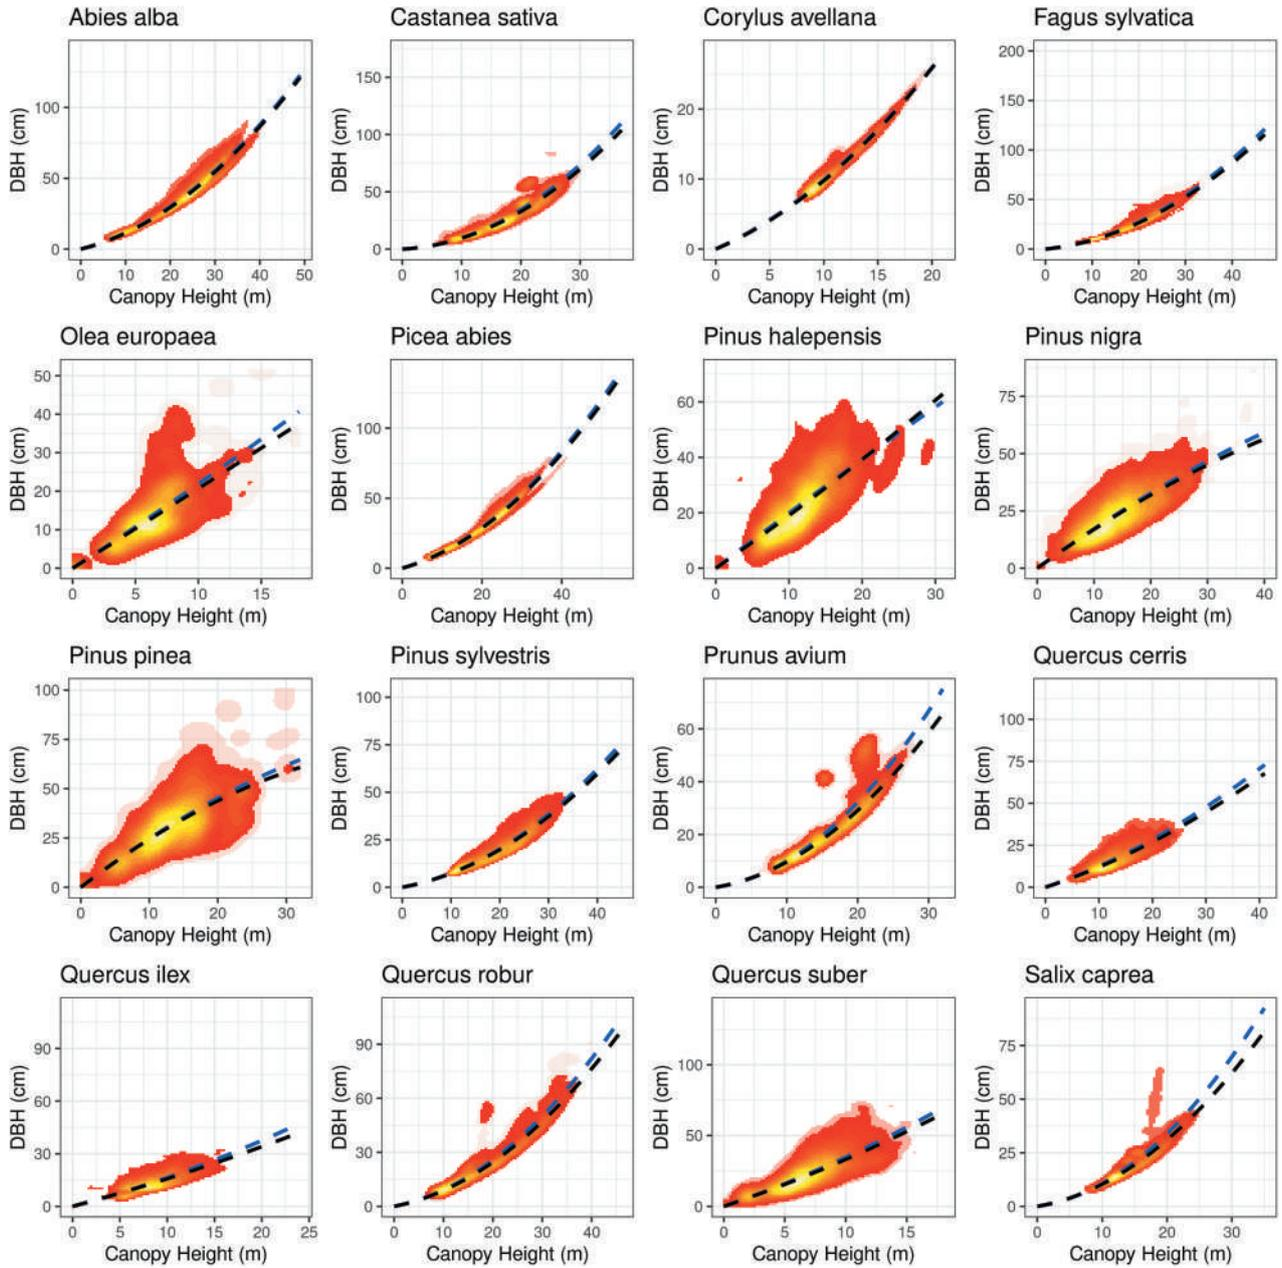 Abies alba
DBH (cm)
100
50
0
0 10 20 30 40 50
Canopy Height (m)
Castanea sativa
DBH (cm)
150
100
50
0
0 10 20 30
Canopy Height (m)
Corylus avellana
DBH (cm)
20
10
0
0 5 10 15 20
Canopy Height (m)
Fagus sylvatica
DBH (cm)
200
150
100
50
0
0 10 20 30 40
Canopy Height (m)
Olea europaea
DBH (cm)
50
40
30
20
10
0
0 5 10 15
Canopy Height (m)
Picea abies
DBH (cm)
100
50
0
0 20 40
Canopy Height (m)
Pinus halepensis
DBH (cm)
60
40
20
0
0 10 20 30
Canopy Height (m)
Pinus nigra
DBH (cm)
75
50
25
0
0 10 20 30 40
Canopy Height (m)
Pinus pinea
DBH (cm)
100
75
50
25
0
0 10 20 30
Canopy Height (m)
Pinus sylvestris
DBH (cm)
100
75
50
25
0
0 10 20 30 40
Canopy Height (m)
Prunus avium
DBH (cm)
60
40
20
0
0 10 20 30
Canopy Height (m)
Quercus cerris
DBH (cm)
100
75
50
25
0
0 10 20 30 40
Canopy Height (m)
Quercus ilex
DBH (cm)
90
60
30
0
0 5 10 15 20 25
Canopy Height (m)
Quercus robur
DBH (cm)
90
60
30
0
0 10 20 30 40
Canopy Height (m)
Quercus suber
DBH (cm)
100
50
0
0 5 10 15
Canopy Height (m)
Salix caprea
DBH (cm)
75
50
25
0
0 10 20 30
Canopy Height (m)